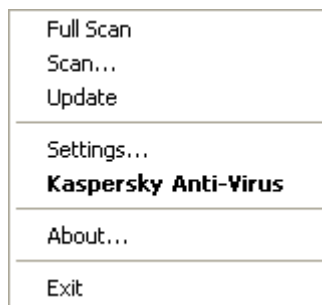 Full Scan
Scan...
Update
Settings...
Kaspersky Anti-Virus
About...
Exit